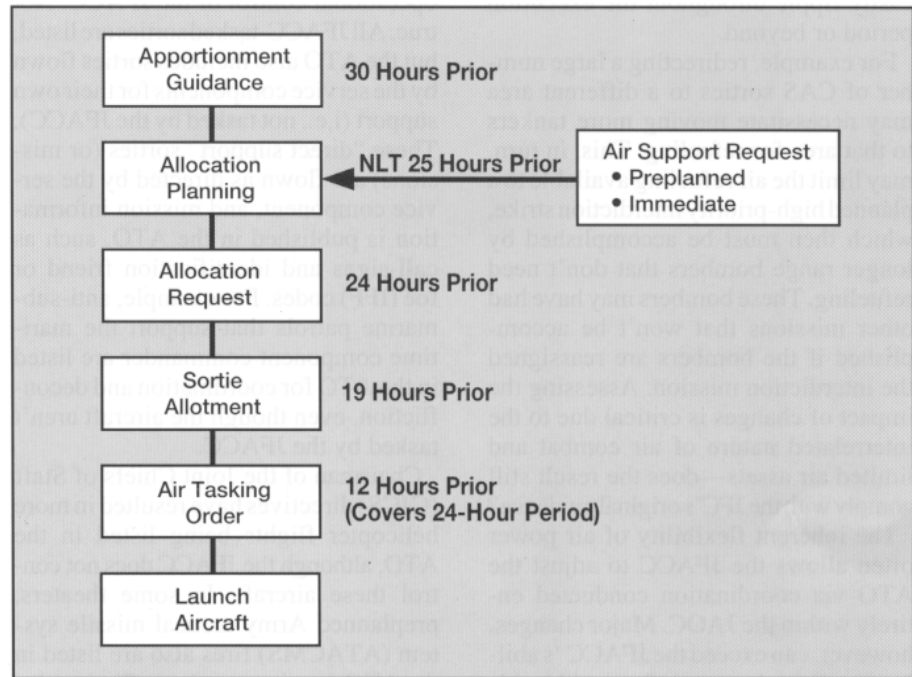 Apportionment
Guidance
30 Hours Prior
Allocation
Planning
NLT 25 Hours Prior
Air Support Request
• Preplanned
• Immediate
Allocation
Request
24 Hours Prior
Sortie
Allotment
19 Hours Prior
Air Tasking
Order
12 Hours Prior
(Covers 24-Hour Period)
Launch
Aircraft